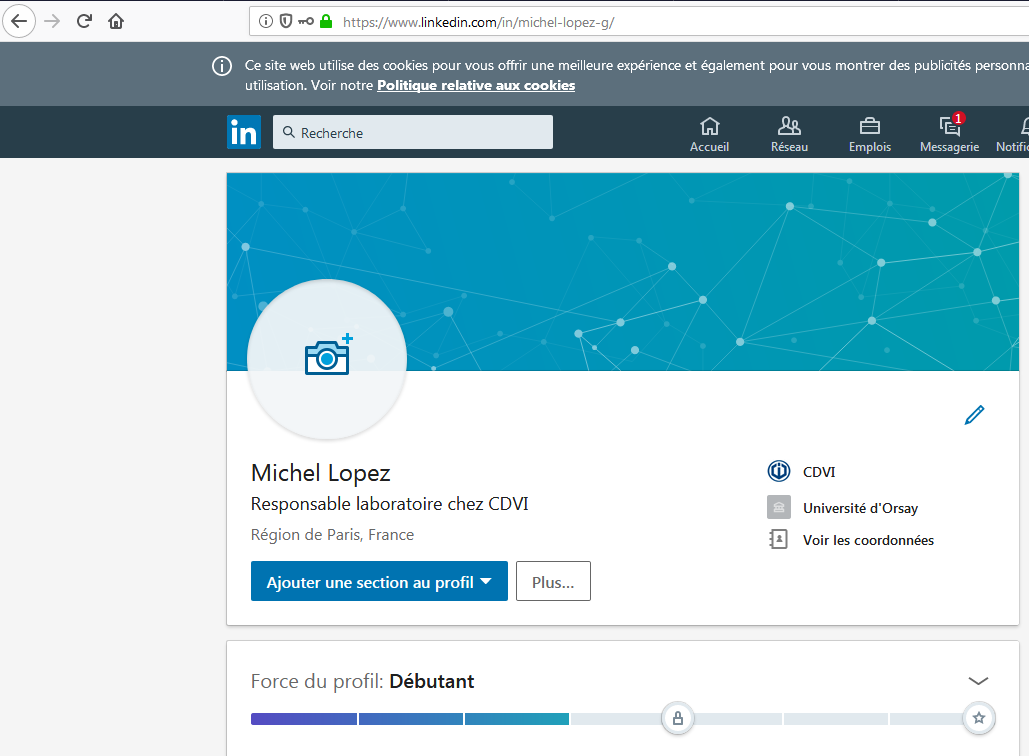 https://www.linkedin.com/in/michel-lopez-g/
Ce site web utilise des cookies pour vous offrir une meilleure expérience et également pour vous montrer des publicités
utilisation. Voir notre Politique relative aux cookies
in
Recherche
Accueil
Réseau
Emplois
1
Messagerie
Michel Lopez
Responsable laboratoire chez CDVI
Région de Paris, France
Ajouter une section au profil
Plus...
CDVI
Université d'Orsay
Voir les coordonnées
Force du profil: Débutant